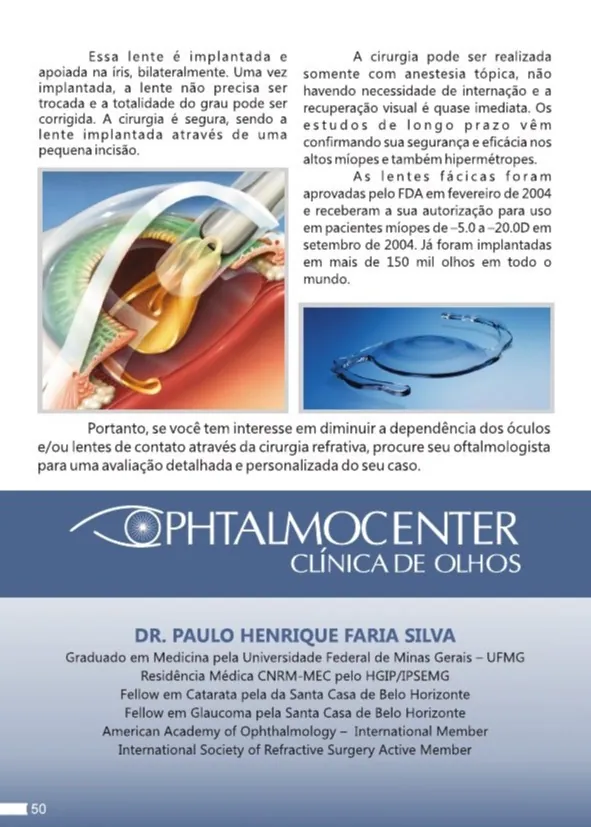 Essa lente é implantada e
apoiada na íris, bilateralmente. Uma vez
implantada, a lente não precisa ser
trocada e a totalidade do grau pode ser
corrigida. A cirurgia é segura, sendo a
lente implantada através de uma
pequena incisão.
A cirurgia pode ser realizada
somente com anestesia tópica, não
havendo necessidade de internação e a
recuperação visual é quase imediata. Os
estudos de longo prazo vêm
confirmando sua segurança e eficácia nos
altos míopes e também hipermétropes.
As lentes fácicas foram
aprovadas pelo FDA em fevereiro de 2004
e receberam a sua autorização para uso
em pacientes míopes de –5.0 a –20.0D em
setembro de 2004. Já foram implantadas
em mais de 150 mil olhos em todo o
mundo.
Portanto, se você tem interesse em diminuir a dependência dos óculos
e/ou lentes de contato através da cirurgia refrativa, procure seu oftalmologista
para uma avaliação detalhada e personalizada do seu caso.
OPHTALMOCENTER
CLÍNICA DE OLHOS
DR. PAULO HENRIQUE FARIA SILVA
Graduado em Medicina pela Universidade Federal de Minas Gerais – UFMG
Residência Médica CNRM-MEC pelo HGIP/IPSEMG
Fellow em Catarata pela da Santa Casa de Belo Horizonte
Fellow em Glaucoma pela Santa Casa de Belo Horizonte
American Academy of Ophthalmology – International Member
International Society of Refractive Surgery Active Member
50